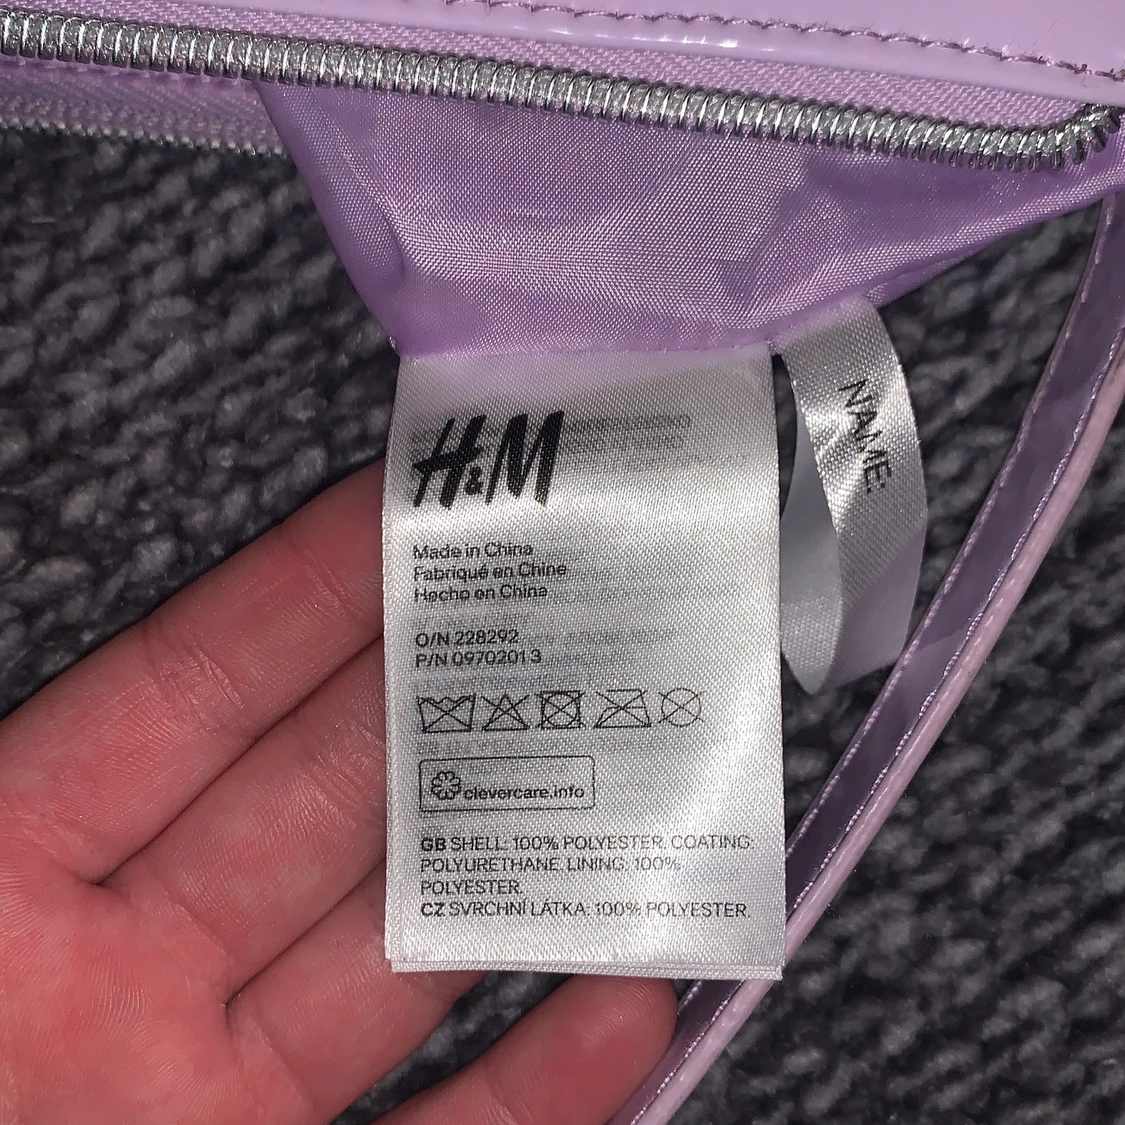 H&M
Made in China
Fabriqué en Chine
Hecho en China
O/N 228292
P/N 0970201 3
clevercare.info
GB SHELL: 100% POLYESTER. COATING:
POLYURETHANE. LINING: 100%
POLYESTER.
CZ SVRCHNÍ LÁTKA: 100% POLYESTER.
NAME: